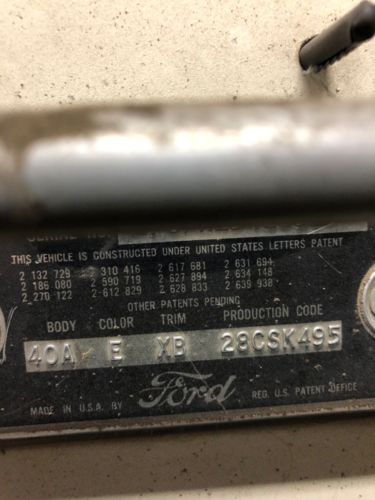 THIS VEHICLE IS CONSTRUCTED UNDER UNITED STATES LETTERS PATENT
2 132 729 2 310 416 2 617 681 2 631 694
2 186 080 2 590 719 2 627 894 2 634 148
2 270 122 2 612 829 2 628 833 2 639 938
OTHER PATENTS PENDING
BODY COLOR TRIM PRODUCTION CODE
40A E XB 28CSK495
MADE IN U.S.A. BY Ford REG. U.S. PATENT OFFICE